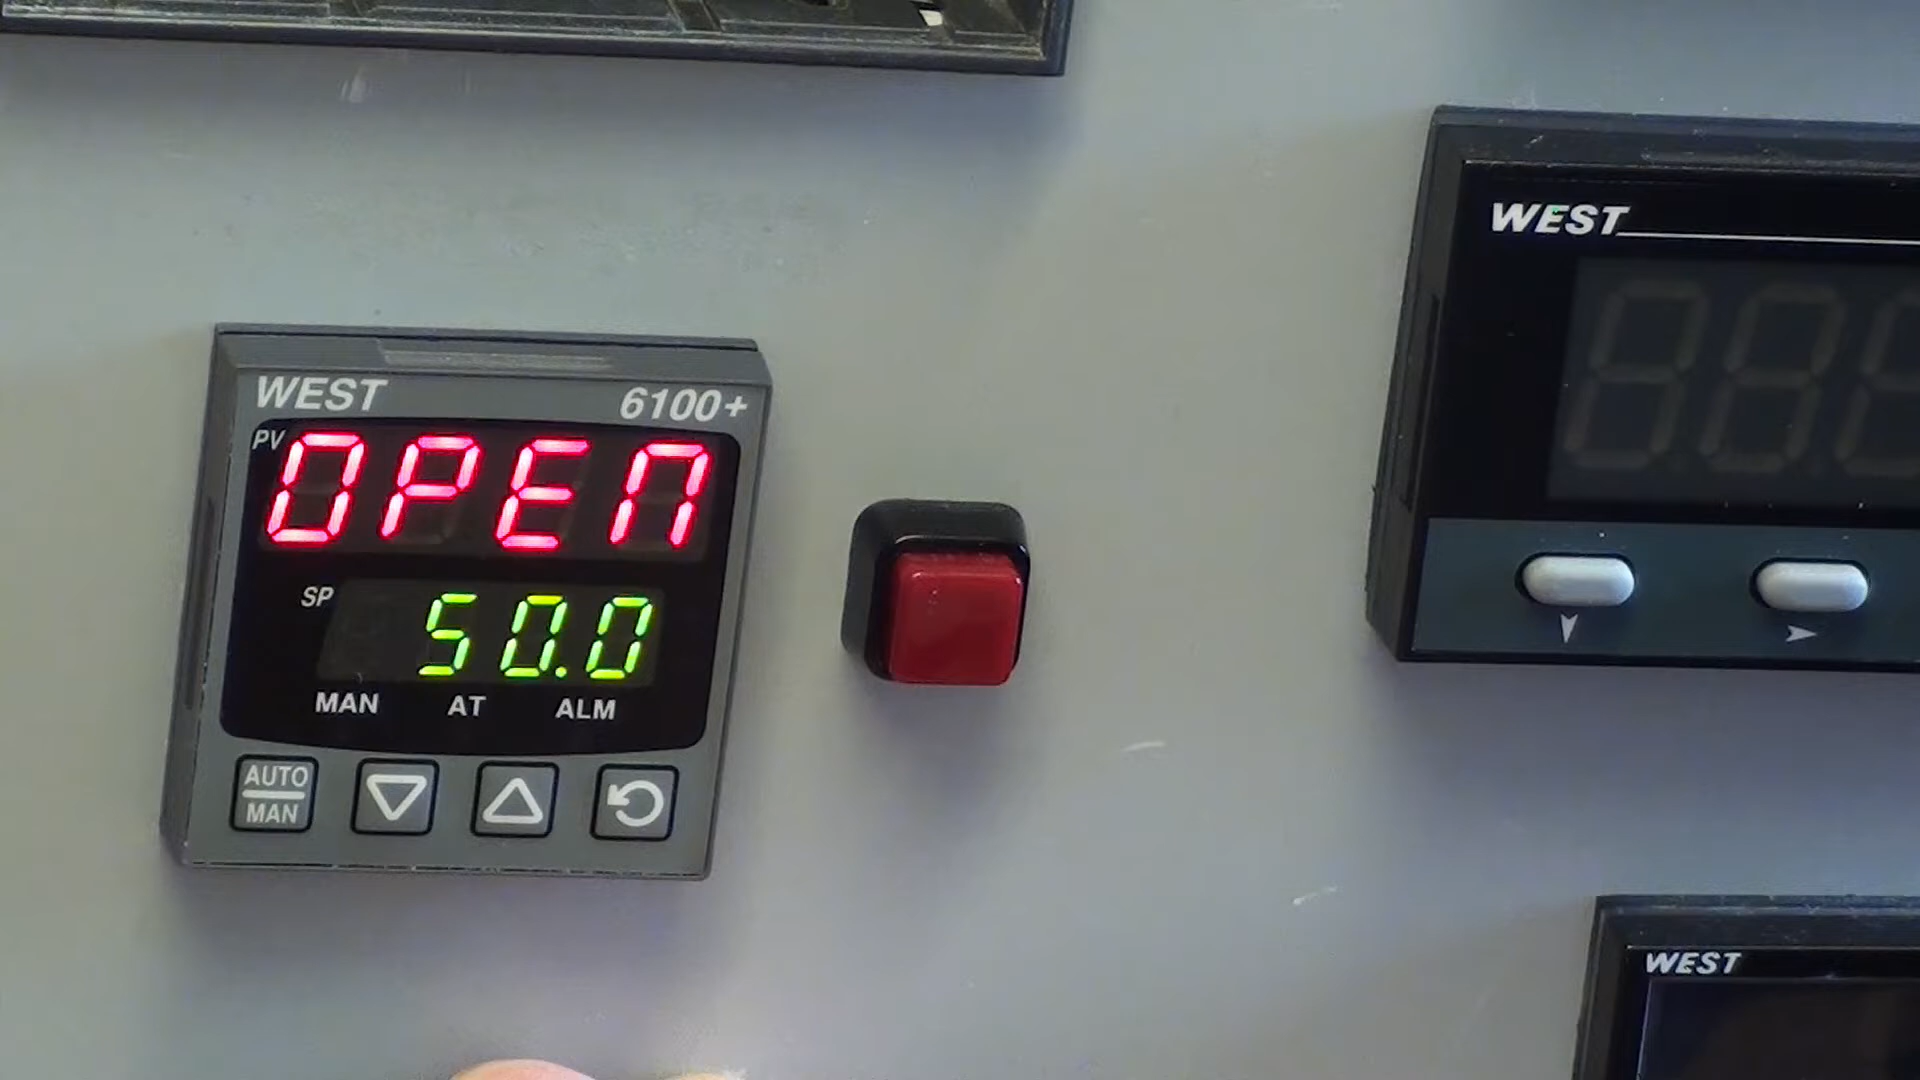 WEST 6100+
PV OPEN
SP 50.0
MAN AT ALM
AUTO
MAN
WEST
WEST